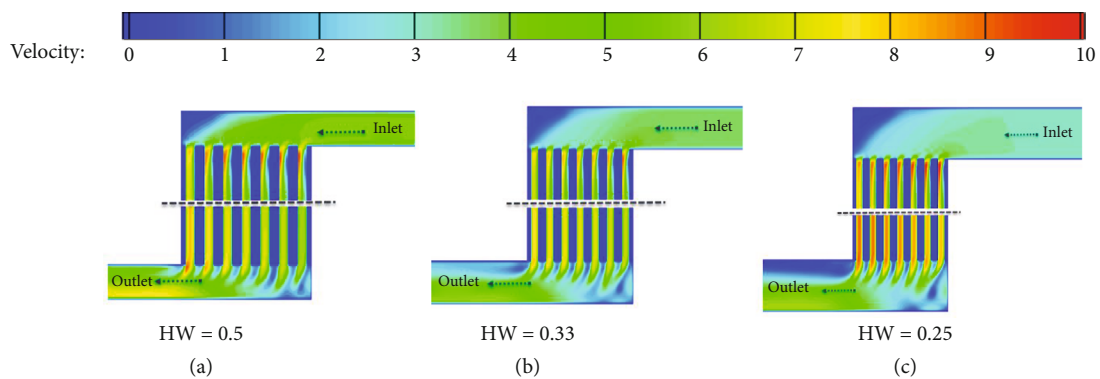 Velocity: 0 1 2 3 4 5 6 7 8 9 10
Inlet Inlet Inlet
Outlet Outlet Outlet
HW = 0.5 HW = 0.33 HW = 0.25
(a) (b) (c)